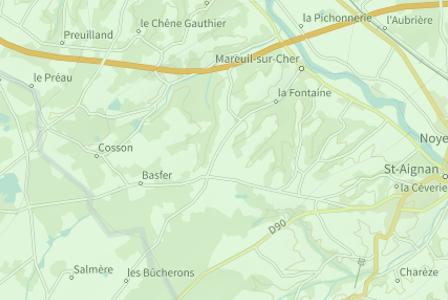 la Pichonnerie
l'Aubrière
le Chêne Gauthier
Preuilland
Mareuil-sur-Cher
le Préau
la Fontaine
Noye
Cosson
St-Aignan
Basfer
la Céverie
D90
Salmère
les Bûcherons
Charèze